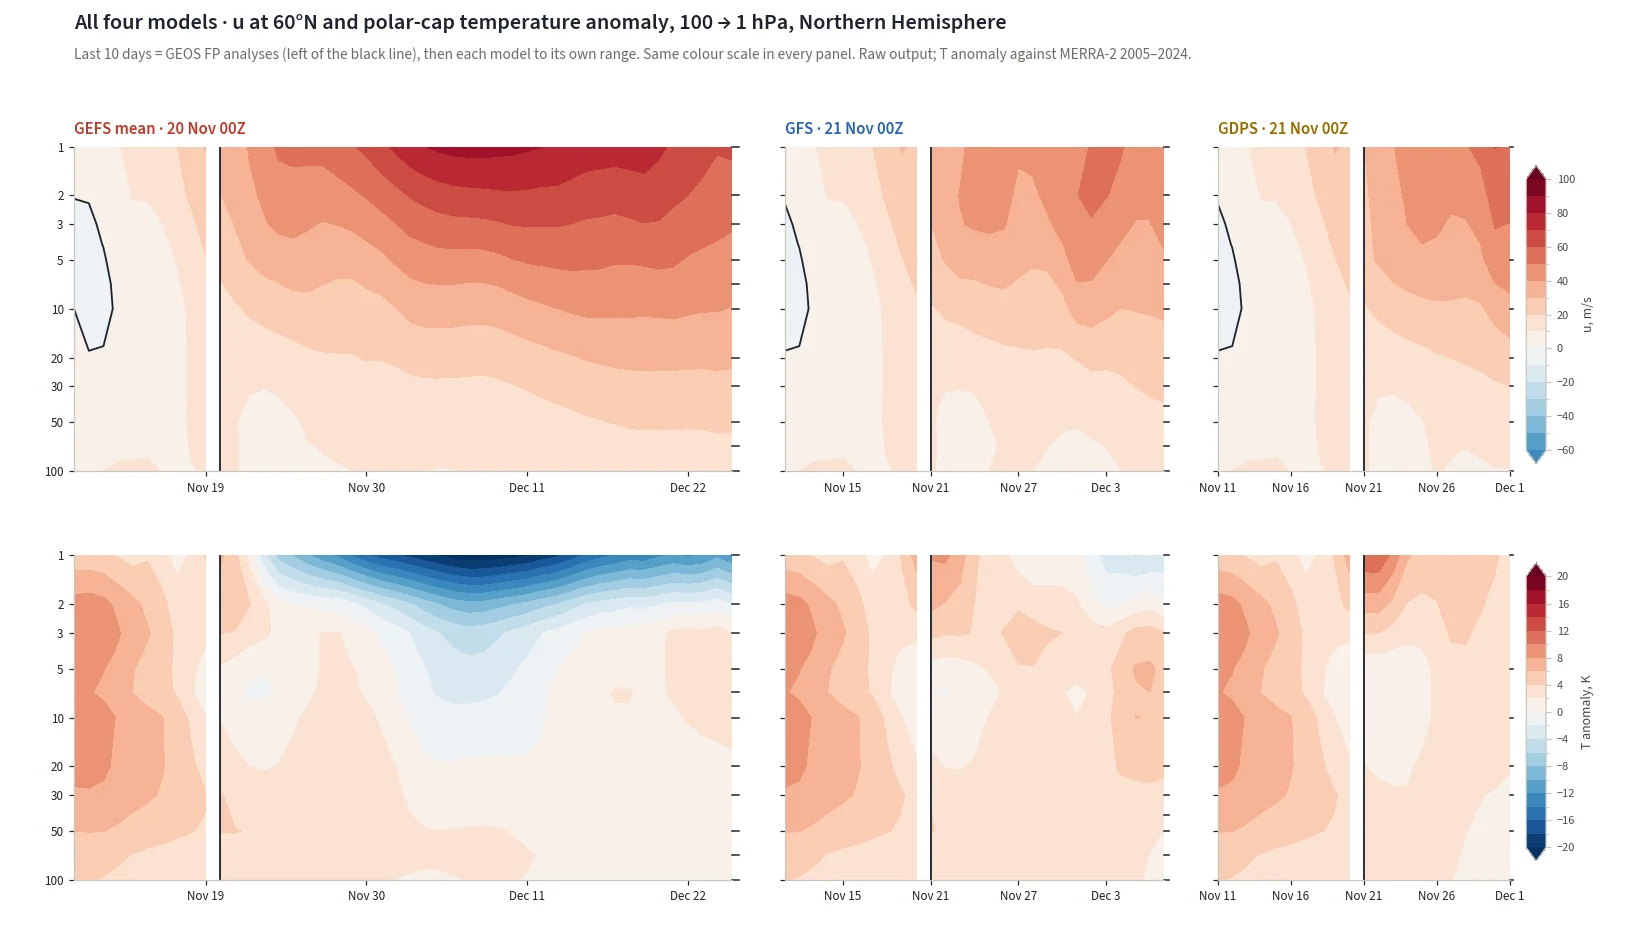 All four models · u at 60°N and polar-cap temperature anomaly, 100 → 1 hPa, Northern Hemisphere
Last 10 days = GEOS FP analyses (left of the black line), then each model to its own range. Same colour scale in every panel. Raw output; T anomaly against MERRA-2 2005–2024.
GEFS mean · 20 Nov 00Z
GFS · 21 Nov 00Z
GDPS · 21 Nov 00Z
1
2
3
5
10
20
30
50
100
Nov 19
Nov 30
Dec 11
Dec 22
Nov 15
Nov 21
Nov 27
Dec 3
Nov 11
Nov 16
Nov 21
Nov 26
Dec 1
100
80
60
40
20
0
−20
−40
−60
u, m/s
1
2
3
5
10
20
30
50
100
Nov 19
Nov 30
Dec 11
Dec 22
Nov 15
Nov 21
Nov 27
Dec 3
Nov 11
Nov 16
Nov 21
Nov 26
Dec 1
20
16
12
8
4
0
−4
−8
−12
−16
−20
T anomaly, K